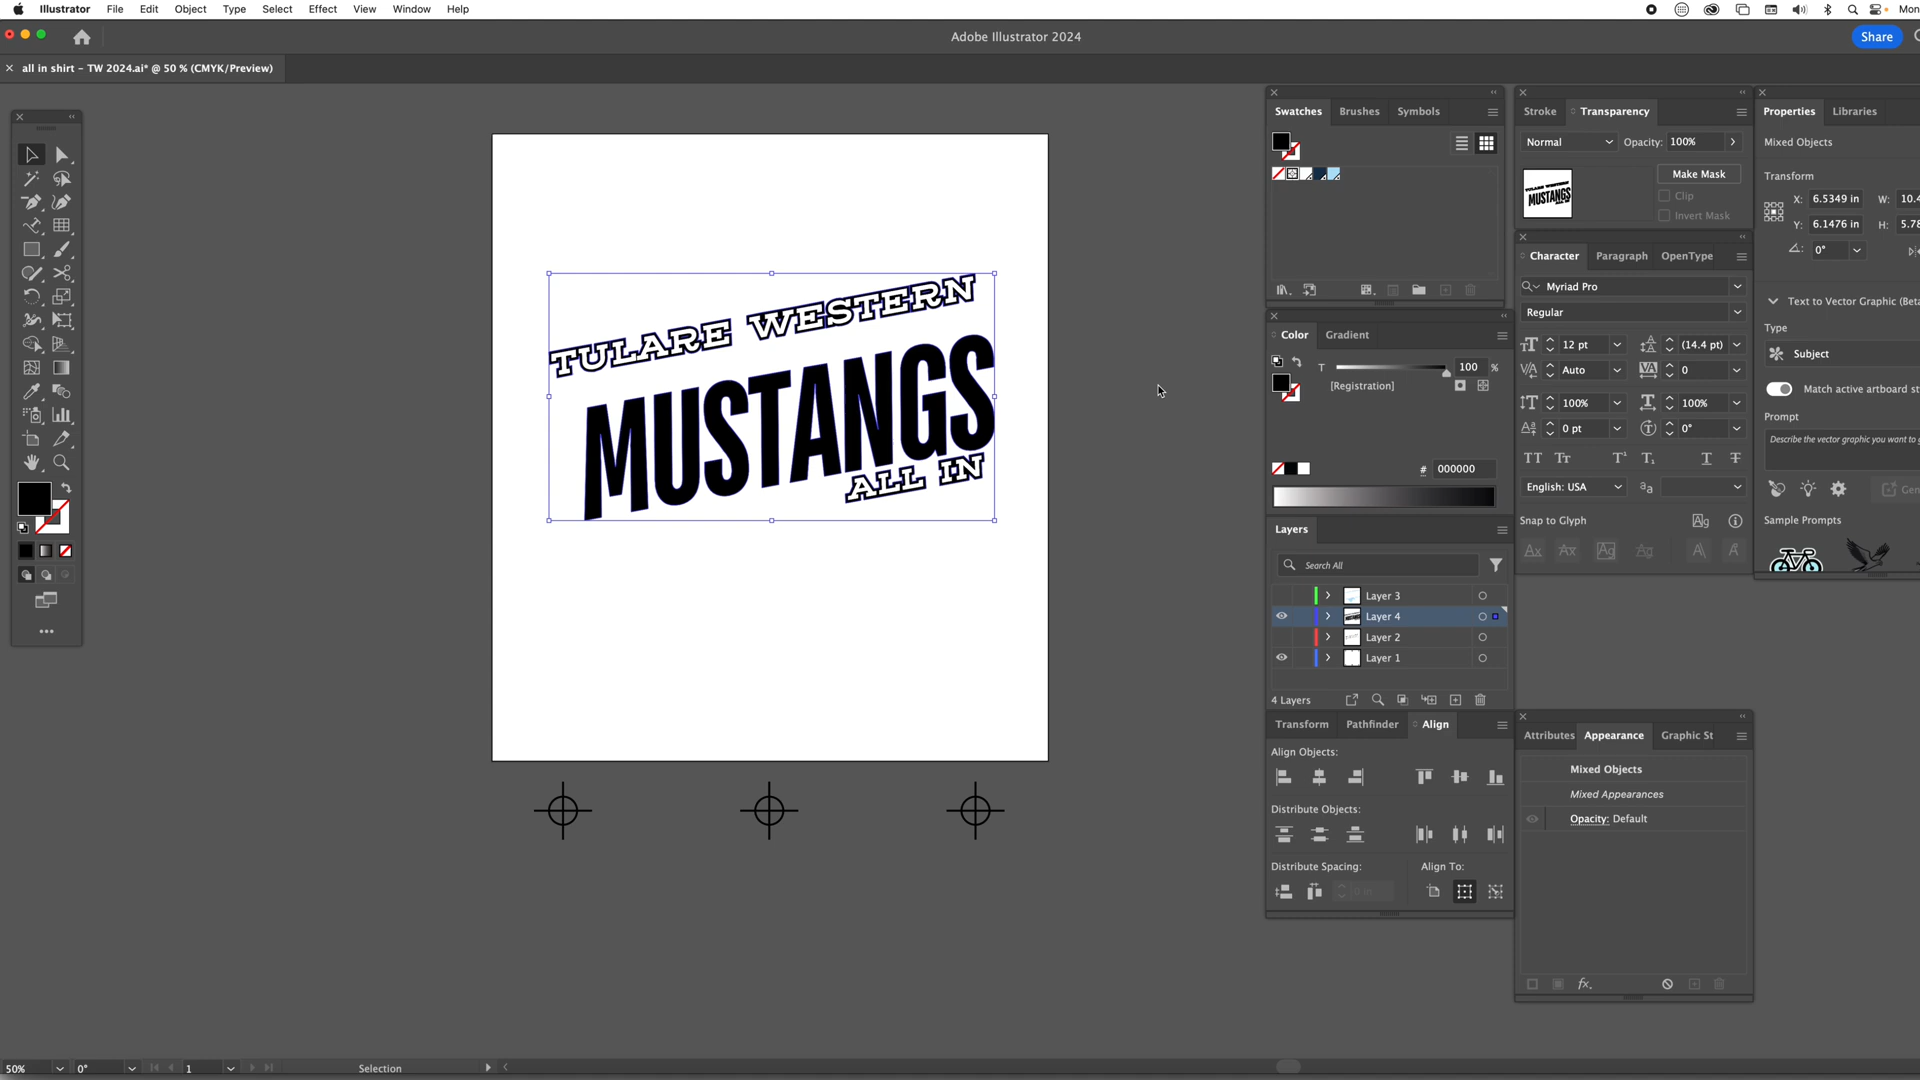 Illustrator File Edit Object Type Select Effect View Window Help Mon
Adobe Illustrator 2024
Share
all in shirt – TW 2024.ai* @ 50 % (CMYK/Preview)
TULARE WESTERN
MUSTANGS
ALL IN
Swatches Brushes Symbols
Color Gradient
T 100 %
[Registration]
# 000000
Layers
Search All
Layer 3
Layer 4
Layer 2
Layer 1
4 Layers
Transform Pathfinder Align
Align Objects:
Distribute Objects:
Distribute Spacing: Align To:
0 in
Stroke Transparency
Normal Opacity: 100%
Make Mask
Clip
Invert Mask
Character Paragraph OpenType
Myriad Pro
Regular
12 pt (14.4 pt)
Auto 0
100% 100%
0 pt 0°
English: USA
Snap to Glyph
Attributes Appearance Graphic St
Mixed Objects
Mixed Appearances
Opacity: Default
Properties Libraries
Mixed Objects
Transform
X: 6.5349 in W: 10.4
Y: 6.1476 in H: 5.78
0°
Text to Vector Graphic (Beta
Type
Subject
Match active artboard st
Prompt
Describe the vector graphic you want to g
Gen
Sample Prompts
50% 0° 1 Selection